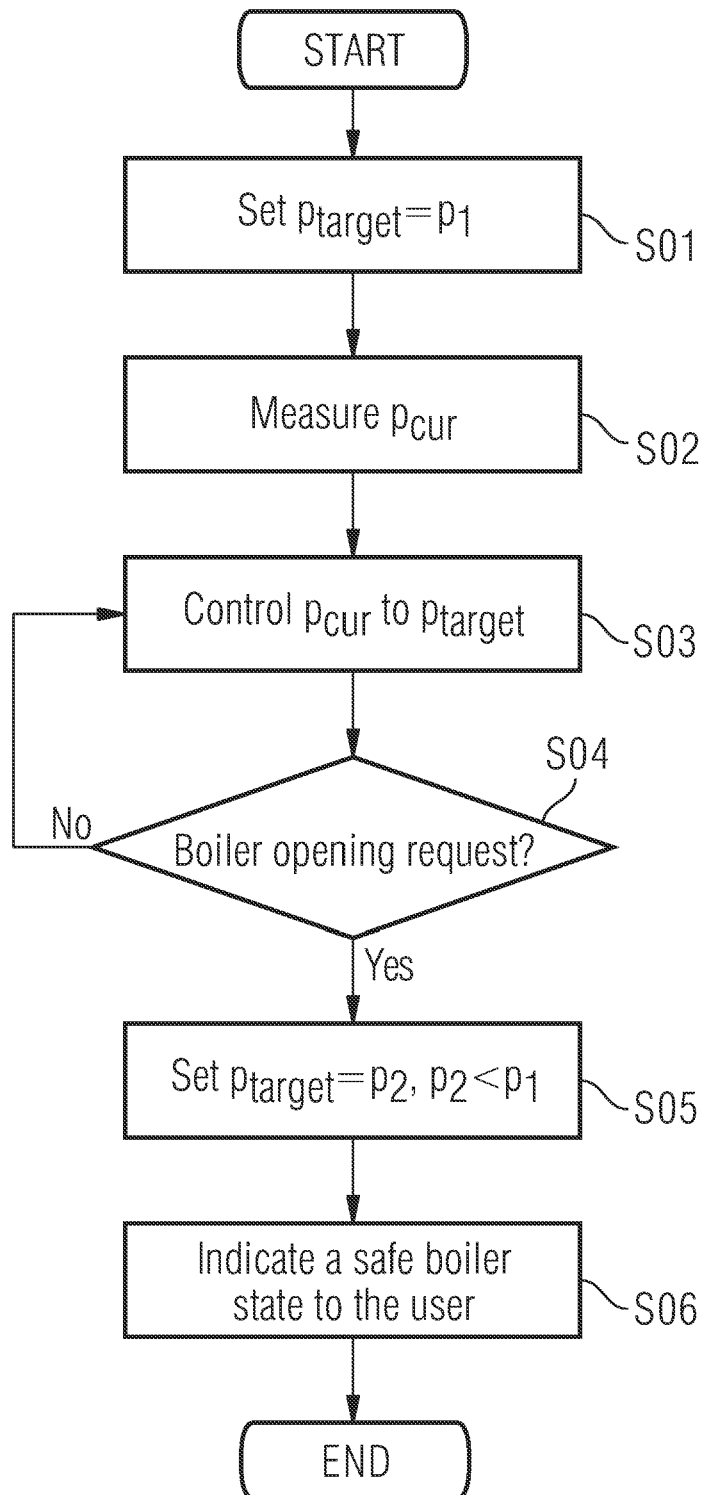 START
Set ptarget=p1
S01
Measure pcur
S02
Control pcur to ptarget
S03
S04
Boiler opening request?
No
Yes
Set ptarget=p2, p2<p1
S05
Indicate a safe boiler
state to the user
S06
END